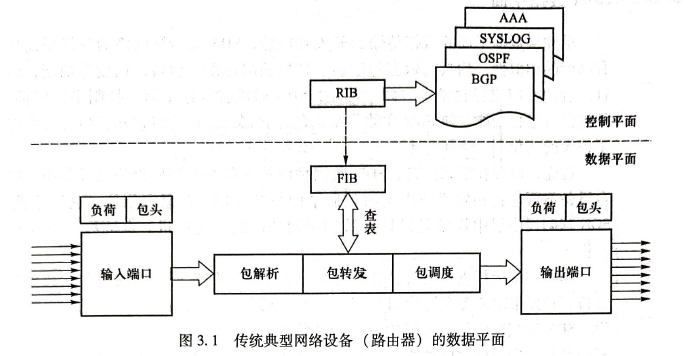 AAA
SYSLOG
OSPF
BGP
RIB
控制平面
数据平面
FIB
查表
负荷 包头
负荷 包头
输入端口
包解析 包转发 包调度
输出端口
图 3.1 传统典型网络设备（路由器）的数据平面